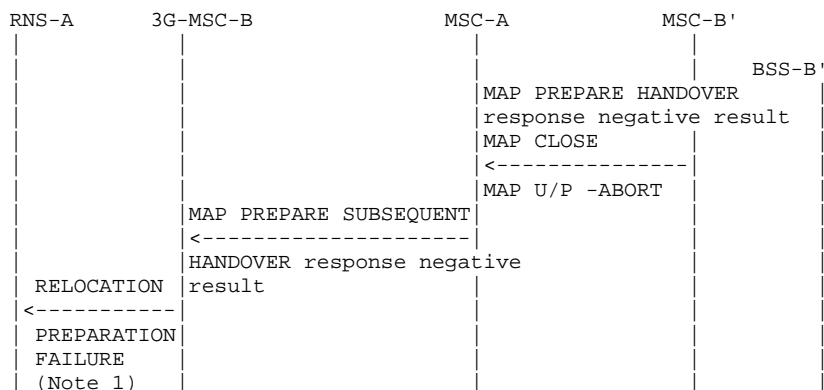 RNS-A 3G-MSC-B MSC-A MSC-B'
BSS-B'
MAP PREPARE HANDOVER
response negative result
MAP CLOSE
<---------------
MAP U/P -ABORT
MAP PREPARE SUBSEQUENT
<---------------------
HANDOVER response negative
RELOCATION result
<-----------
PREPARATION
FAILURE
(Note 1)